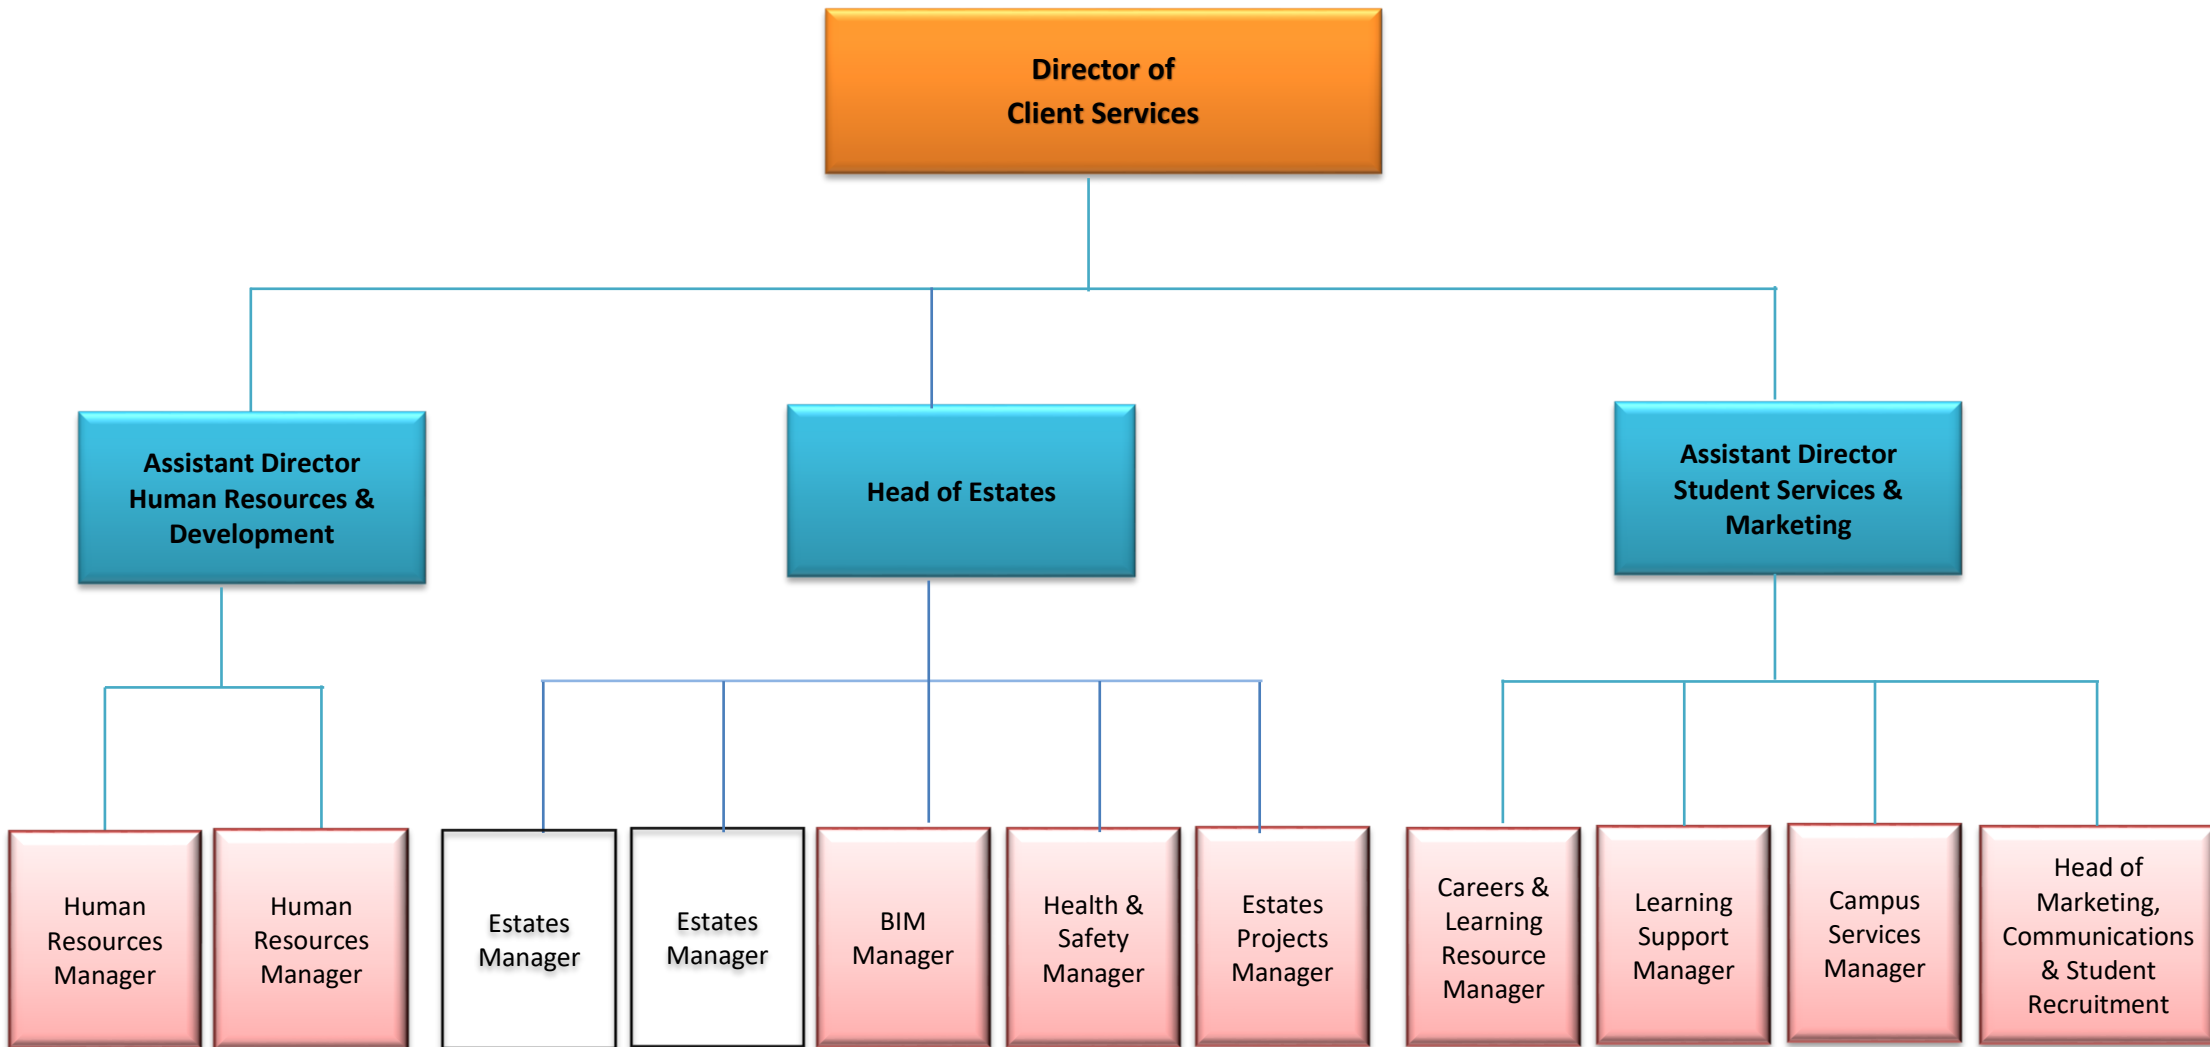 Director of
Client Services
Assistant Director
Human Resources &
Development
Head of Estates
Assistant Director
Student Services &
Marketing
Human
Resources
Manager
Human
Resources
Manager
Estates
Manager
Estates
Manager
BIM
Manager
Health &
Safety
Manager
Estates
Projects
Manager
Careers &
Learning
Resource
Manager
Learning
Support
Manager
Campus
Services
Manager
Head of
Marketing,
Communications
& Student
Recruitment